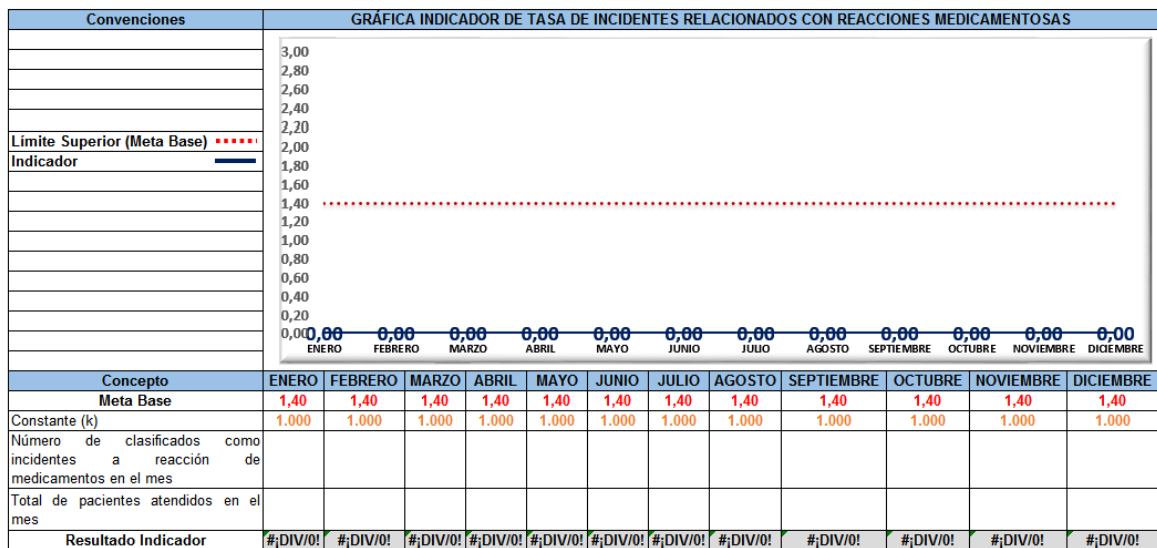 Convenciones
GRÁFICA INDICADOR DE TASA DE INCIDENTES RELACIONADOS CON REACCIONES MEDICAMENTOSAS
Límite Superior (Meta Base)
Indicador
3,00
2,80
2,60
2,40
2,20
2,00
1,80
1,60
1,40
1,20
1,00
0,80
0,60
0,40
0,20
0,00
0,00 0,00 0,00 0,00 0,00 0,00 0,00 0,00 0,00 0,00 0,00 0,00
ENERO FEBRERO MARZO ABRIL MAYO JUNIO JULIO AGOSTO SEPTIEMBRE OCTUBRE NOVIEMBRE DICIEMBRE
Concepto ENERO FEBRERO MARZO ABRIL MAYO JUNIO JULIO AGOSTO SEPTIEMBRE OCTUBRE NOVIEMBRE DICIEMBRE
Meta Base 1,40 1,40 1,40 1,40 1,40 1,40 1,40 1,40 1,40 1,40 1,40 1,40
Constante (k) 1.000 1.000 1.000 1.000 1.000 1.000 1.000 1.000 1.000 1.000 1.000 1.000
Número de clasificados como
incidentes a reacción de
medicamentos en el mes
Total de pacientes atendidos en el
mes
Resultado Indicador #¡DIV/0! #¡DIV/0! #¡DIV/0! #¡DIV/0! #¡DIV/0! #¡DIV/0! #¡DIV/0! #¡DIV/0! #¡DIV/0! #¡DIV/0! #¡DIV/0! #¡DIV/0!